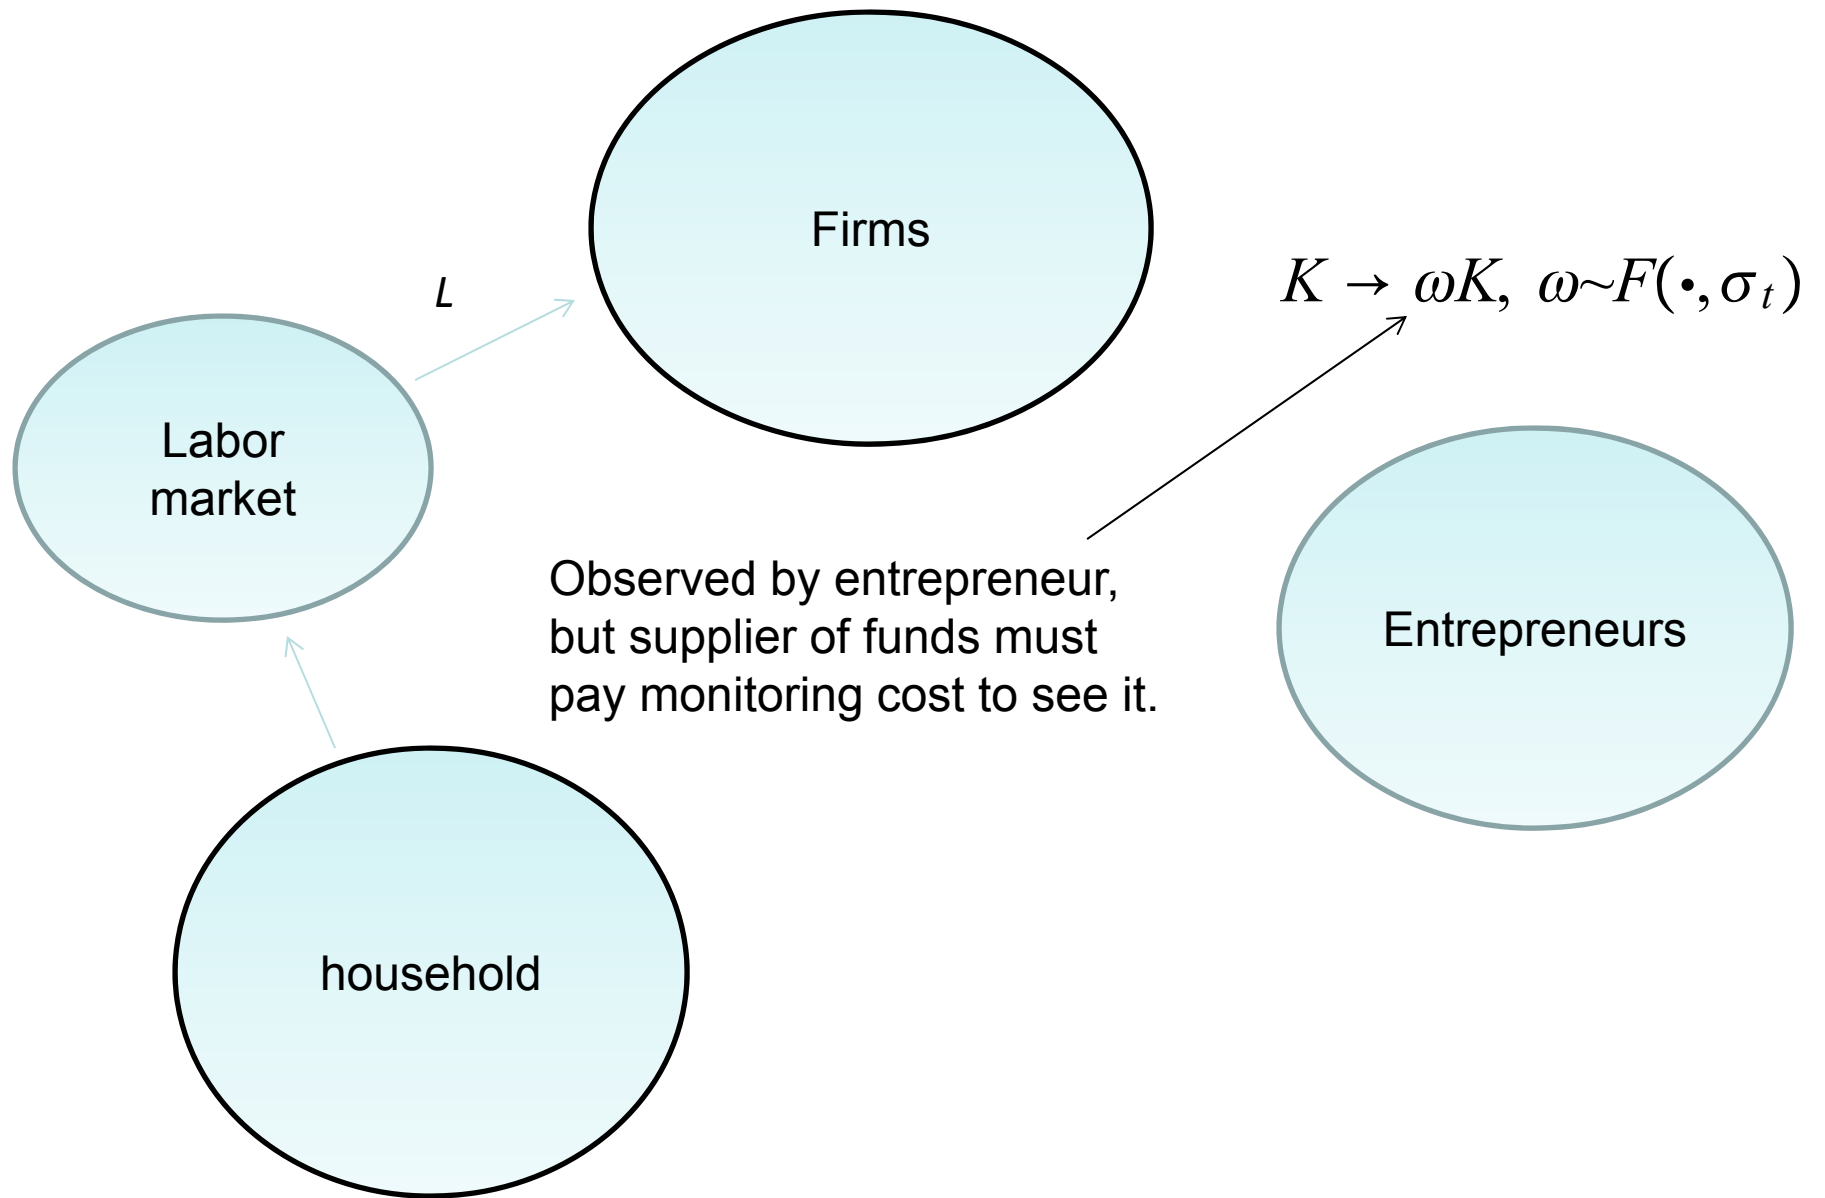 Firms
K → ωK, ω~F(•,σ_t)
L
Labor
market
Observed by entrepreneur,
but supplier of funds must
pay monitoring cost to see it.
Entrepreneurs
household